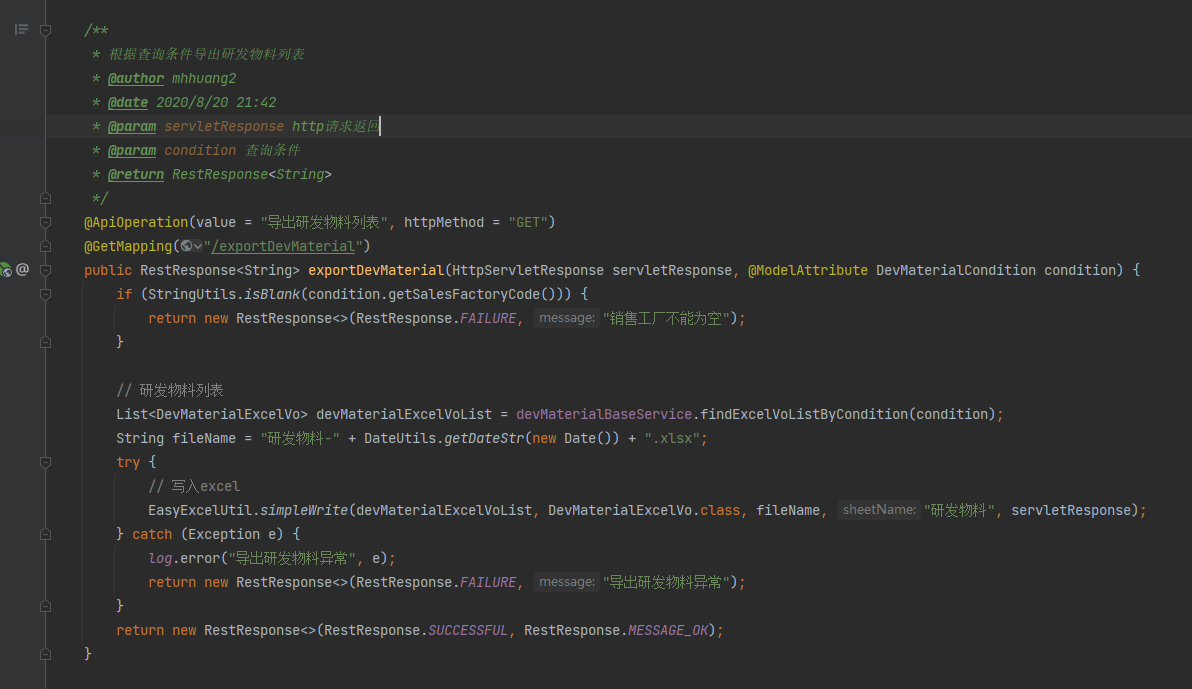 /**
 * 根据查询条件导出研发物料列表
 * @author mhhuang2
 * @date 2020/8/20 21:42
 * @param servletResponse http请求返回
 * @param condition 查询条件
 * @return RestResponse<String>
 */
@ApiOperation(value = "导出研发物料列表", httpMethod = "GET")
@GetMapping("/exportDevMaterial")
public RestResponse<String> exportDevMaterial(HttpServletResponse servletResponse, @ModelAttribute DevMaterialCondition condition) {
    if (StringUtils.isBlank(condition.getSalesFactoryCode())) {
        return new RestResponse<>(RestResponse.FAILURE, message: "销售工厂不能为空");
    }

    // 研发物料列表
    List<DevMaterialExcelVo> devMaterialExcelVoList = devMaterialBaseService.findExcelVoListByCondition(condition);
    String fileName = "研发物料-" + DateUtils.getDateStr(new Date()) + ".xlsx";
    try {
        // 写入excel
        EasyExcelUtil.simpleWrite(devMaterialExcelVoList, DevMaterialExcelVo.class, fileName, sheetName: "研发物料", servletResponse);
    } catch (Exception e) {
        log.error("导出研发物料异常", e);
        return new RestResponse<>(RestResponse.FAILURE, message: "导出研发物料异常");
    }
    return new RestResponse<>(RestResponse.SUCCESSFUL, RestResponse.MESSAGE_OK);
}